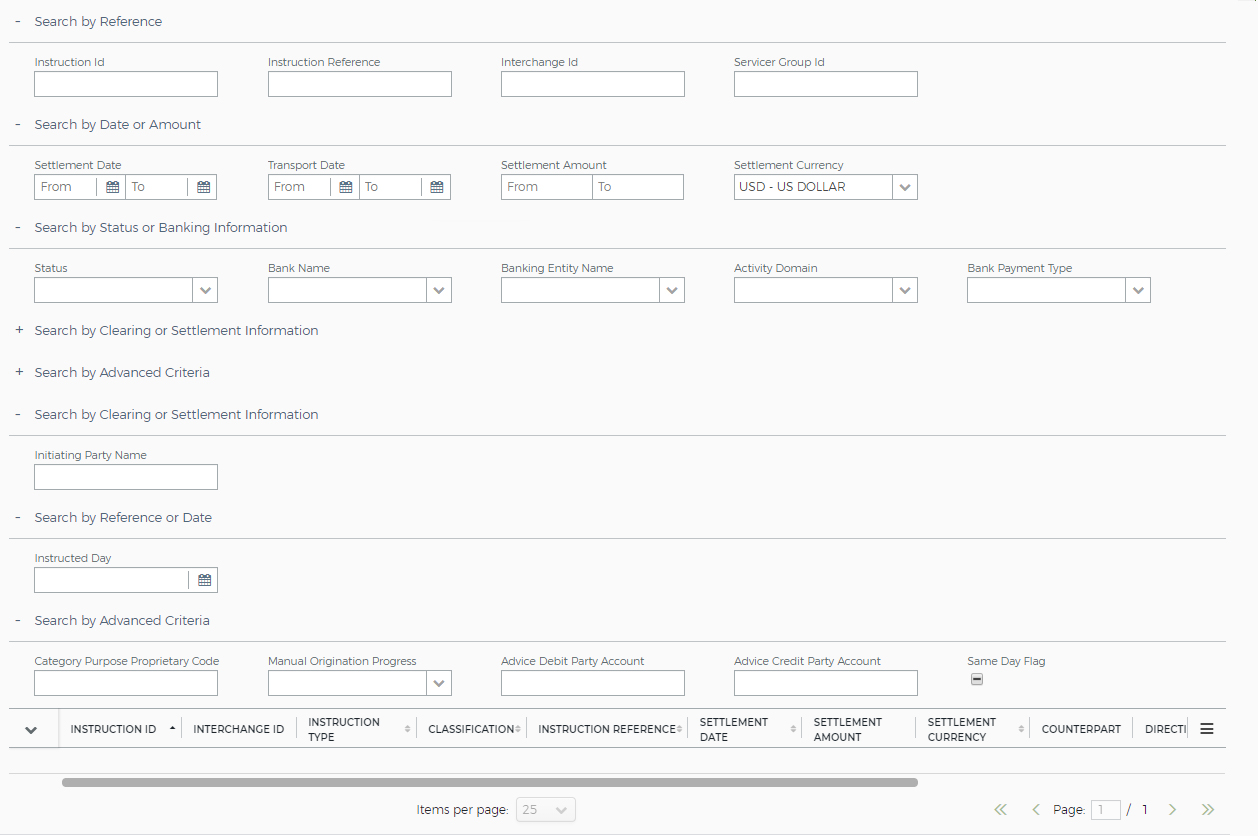 - Search by Reference
Instruction Id Instruction Reference Interchange Id Servicer Group Id
- Search by Date or Amount
Settlement Date Transport Date Settlement Amount Settlement Currency
From To From To From To USD - US DOLLAR
- Search by Status or Banking Information
Status Bank Name Banking Entity Name Activity Domain Bank Payment Type
+ Search by Clearing or Settlement Information
+ Search by Advanced Criteria
- Search by Clearing or Settlement Information
Initiating Party Name
- Search by Reference or Date
Instructed Day
- Search by Advanced Criteria
Category Purpose Proprietary Code Manual Origination Progress Advice Debit Party Account Advice Credit Party Account Same Day Flag
INSTRUCTION ID INTERCHANGE ID INSTRUCTION TYPE CLASSIFICATION INSTRUCTION REFERENCE SETTLEMENT DATE SETTLEMENT AMOUNT SETTLEMENT CURRENCY COUNTERPART DIRECTI
Items per page: 25 Page: 1 / 1